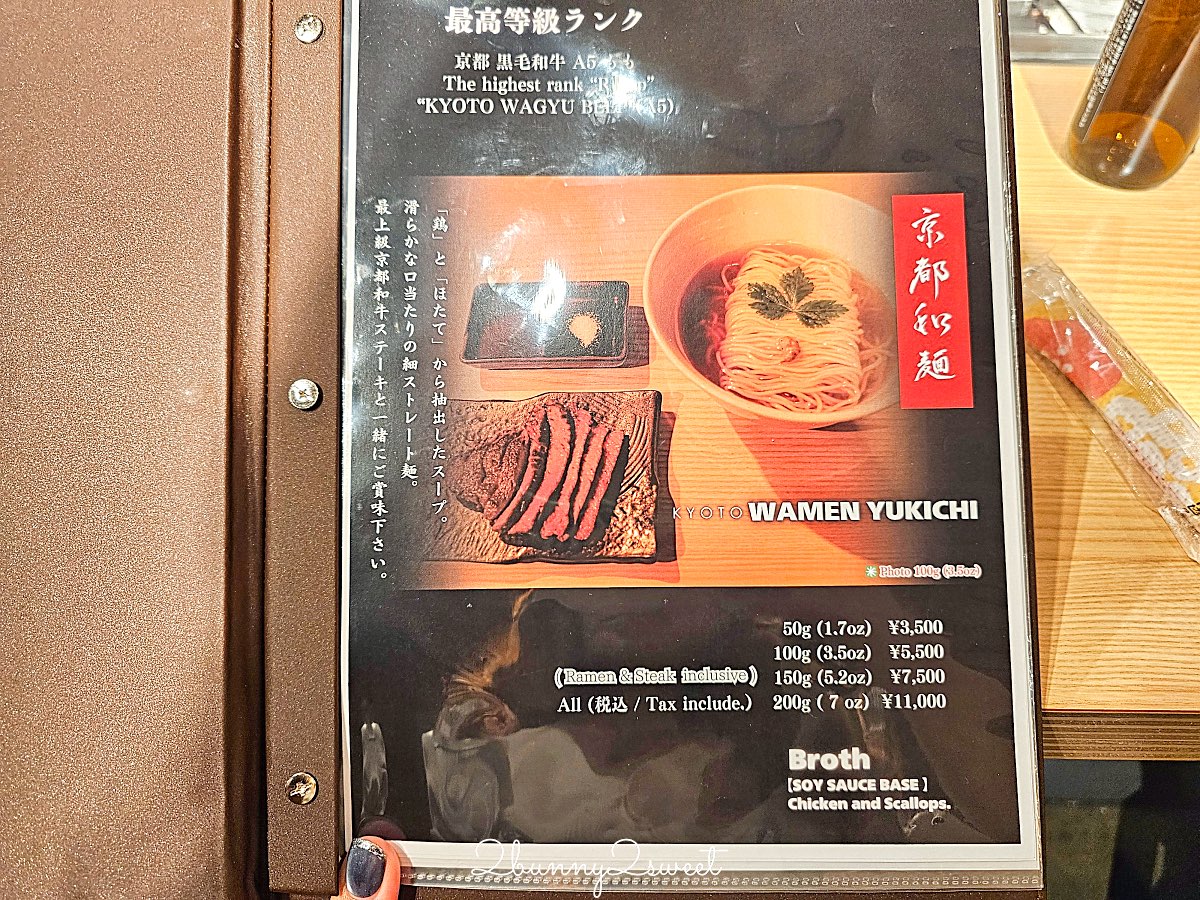 最高等級ランク
京都 黒毛和牛 A5
The highest rank
"KYOTO WAGYU
「鶏」と「ほたて」から抽出したスープ。
滑らかな口当たりの細ストレート麺。
最上級京都和牛ステーキと一緒にご賞味下さい。
京都和麺
KYOTO WAMEN YUKICHI
✳Photo 100g (3.5oz)
50g (1.7oz) ¥3,500
100g (3.5oz) ¥5,500
(Ramen & Steak inclusive) 150g (5.2oz) ¥7,500
All (税込 / Tax include.) 200g ( 7 oz) ¥11,000
Broth
[SOY SAUCE BASE]
Chicken and Scallops.
2bunny2sweet